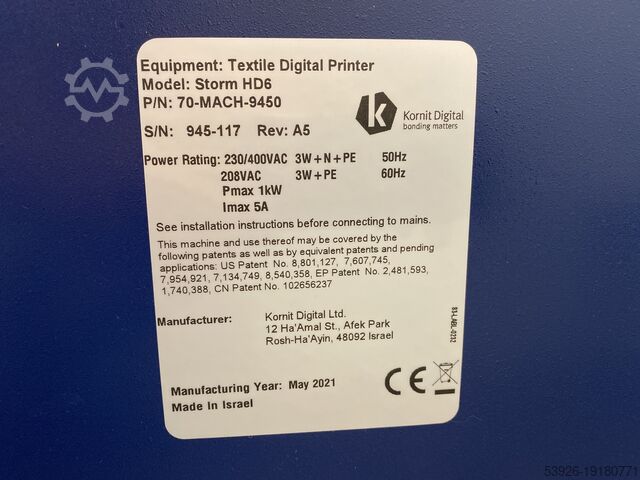 Equipment: Textile Digital Printer
Model: Storm HD6
P/N: 70-MACH-9450
S/N: 945-117 Rev: A5
Kornit Digital
bonding matters
Power Rating: 230/400VAC 3W+N+PE 50Hz
208VAC 3W+PE 60Hz
Pmax 1kW
Imax 5A
See installation instructions before connecting to mains.
This machine and use thereof may be covered by the
following patents as well as by equivalent patents and pending
applications: US Patent No. 8,801,127, 7,607,745,
7,954,921, 7,134,749, 8,540,358, EP Patent No. 2,481,593,
1,740,388, CN Patent No. 102656237
Manufacturer: Kornit Digital Ltd.
12 Ha'Amal St., Afek Park
Rosh-Ha'Ayin, 48092 Israel
81-LABL-0232
Manufacturing Year: May 2021
Made In Israel
CE
53926-19180771